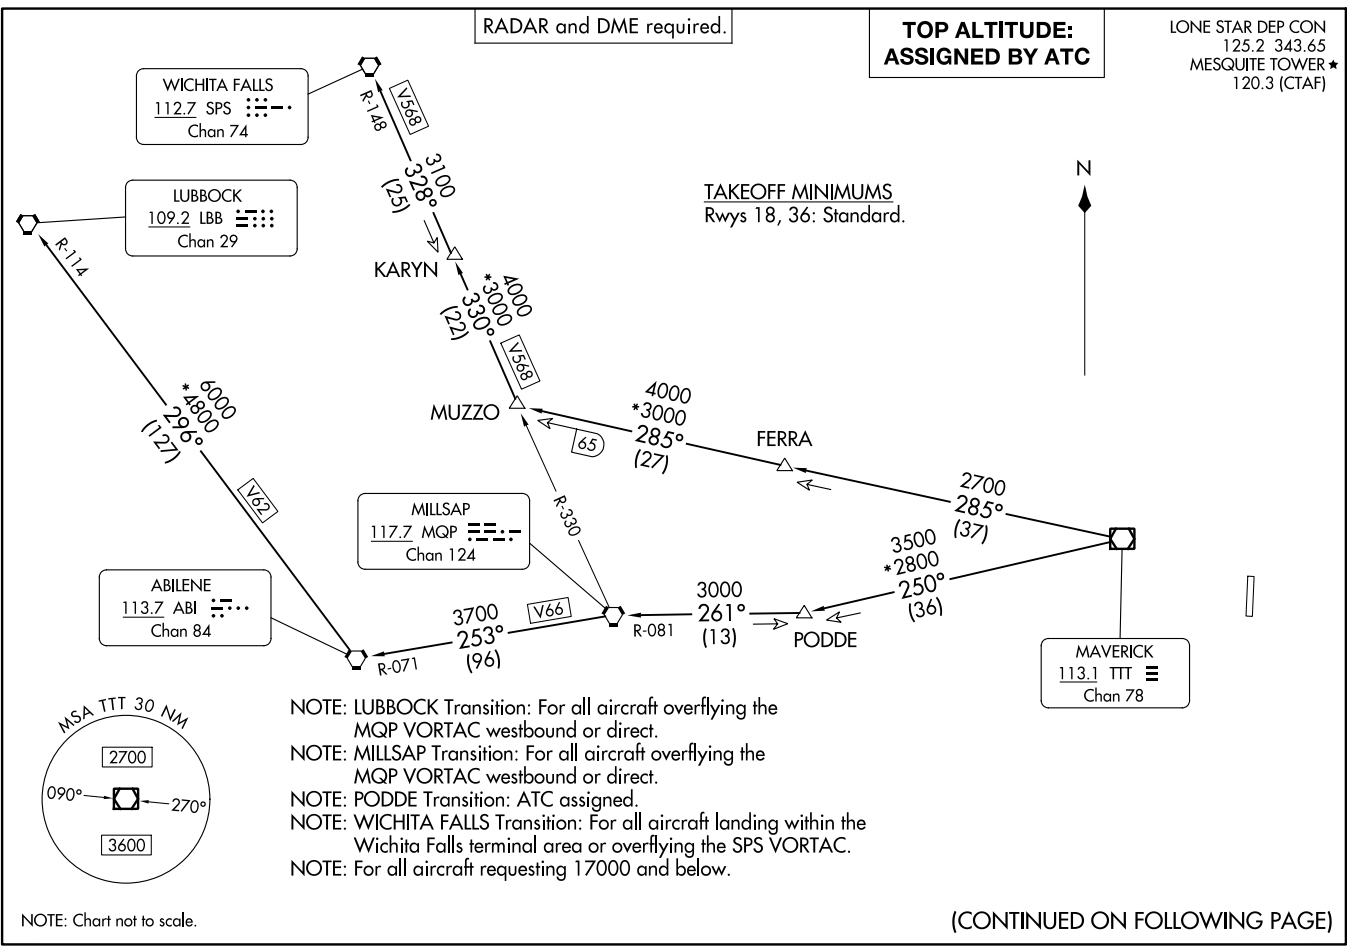 RADAR and DME required.
TOP ALTITUDE:
ASSIGNED BY ATC
LONE STAR DEP CON
125.2 343.65
MESQUITE TOWER ★
120.3 (CTAF)
WICHITA FALLS
112.7 SPS
Chan 74
R-148
V568
3100
328°
(25)
LUBBOCK
109.2 LBB
Chan 29
R-114
KARYN
TAKEOFF MINIMUMS
Rwys 18, 36: Standard.
N
4000
*3000
330°
(22)
V568
6000
*4800
296°
(127)
V62
MUZZO
65
4000
*3000
285°
(27)
FERRA
2700
285°
(37)
MILLSAP
117.7 MQP
Chan 124
R-330
3500
*2800
250°
(36)
ABILENE
113.7 ABI
Chan 84
R-071
3700
253°
(96)
V66
R-081
3000
261°
(13)
PODDE
MAVERICK
113.1 TTT
Chan 78
MSA TTT 30 NM
2700
090°
270°
3600
NOTE: LUBBOCK Transition: For all aircraft overflying the
MQP VORTAC westbound or direct.
NOTE: MILLSAP Transition: For all aircraft overflying the
MQP VORTAC westbound or direct.
NOTE: PODDE Transition: ATC assigned.
NOTE: WICHITA FALLS Transition: For all aircraft landing within the
Wichita Falls terminal area or overflying the SPS VORTAC.
NOTE: For all aircraft requesting 17000 and below.
NOTE: Chart not to scale.
(CONTINUED ON FOLLOWING PAGE)